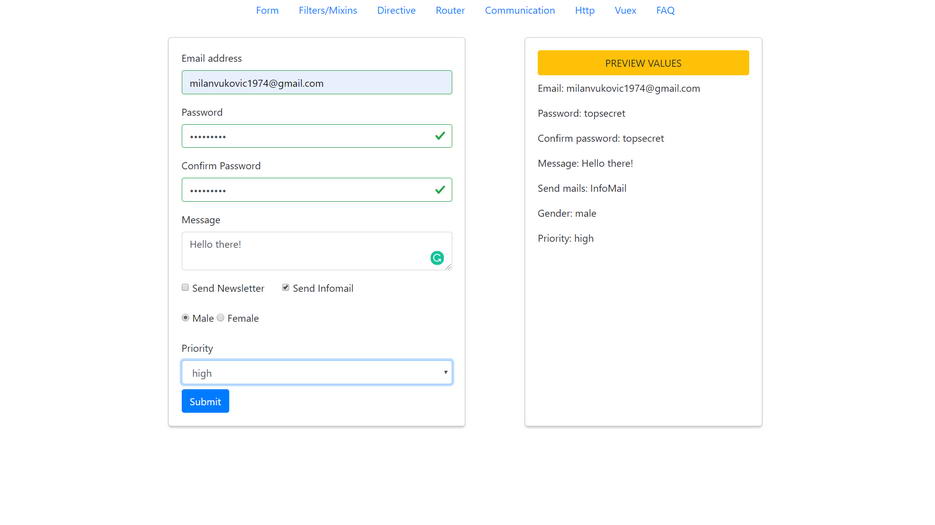 Form Filters/Mixins Directive Router Communication Http Vuex FAQ
Email address
milanvukovic1974@gmail.com
Password
•••••••••
Confirm Password
•••••••••
Message
Hello there!
Send Newsletter Send Infomail
Male Female
Priority
high
Submit
PREVIEW VALUES
Email: milanvukovic1974@gmail.com
Password: topsecret
Confirm password: topsecret
Message: Hello there!
Send mails: InfoMail
Gender: male
Priority: high